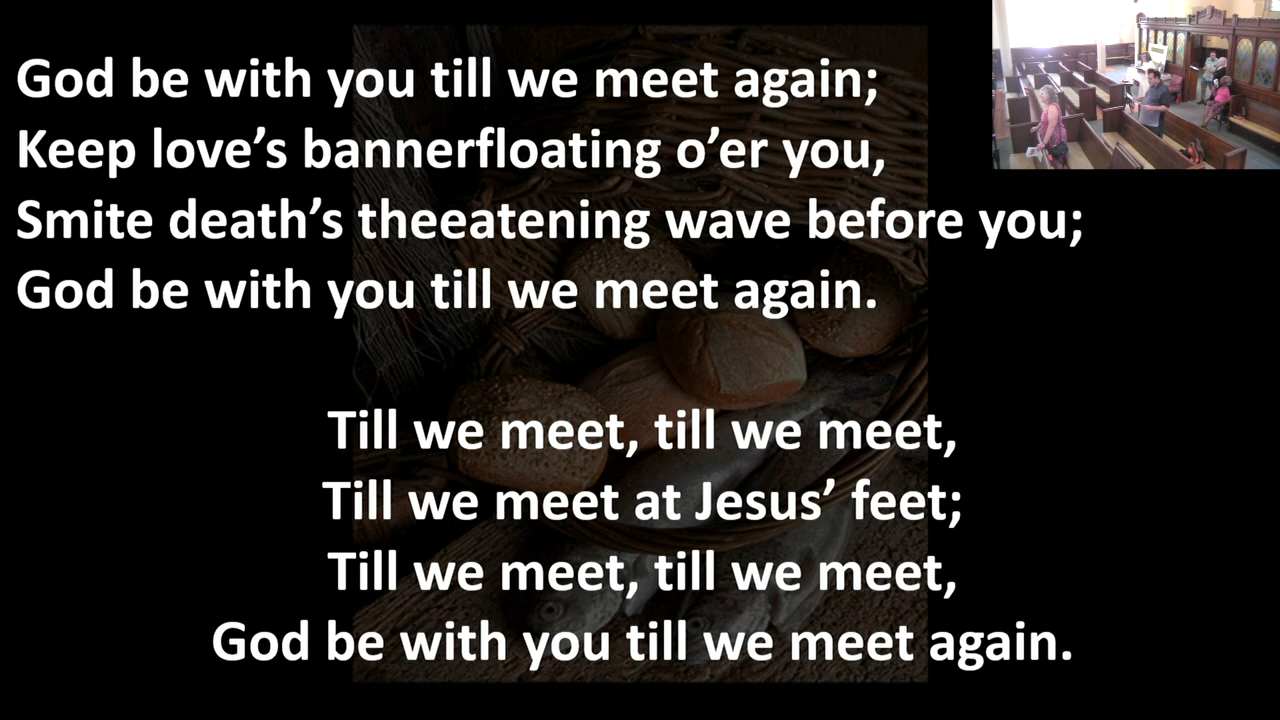 God be with you till we meet again;
Keep love’s bannerfloating o’er you,
Smite death’s theeatening wave before you;
God be with you till we meet again.
Till we meet, till we meet,
Till we meet at Jesus’ feet;
Till we meet, till we meet,
God be with you till we meet again.